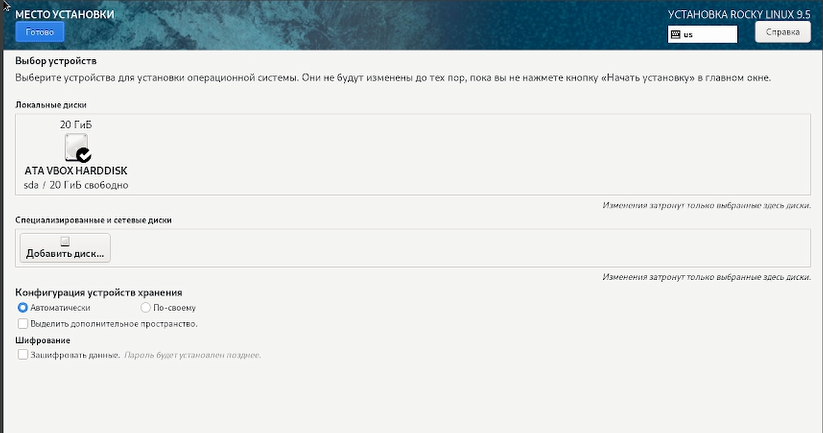 МЕСТО УСТАНОВКИ
УСТАНОВКА ROCKY LINUX 9.5
Готово
us
Справка
Выбор устройств
Выберите устройства для установки операционной системы. Они не будут изменены до тех пор, пока вы не нажмете кнопку «Начать установку» в главном окне.
Локальные диски
20 ГиБ
ATA VBOX HARDDISK
sda / 20 ГиБ свободно
Изменения затронут только выбранные здесь диски.
Специализированные и сетевые диски
Добавить диск...
Изменения затронут только выбранные здесь диски.
Конфигурация устройств хранения
Автоматически
По-своему
Выделить дополнительное пространство.
Шифрование
Зашифровать данные. Пароль будет установлен позднее.